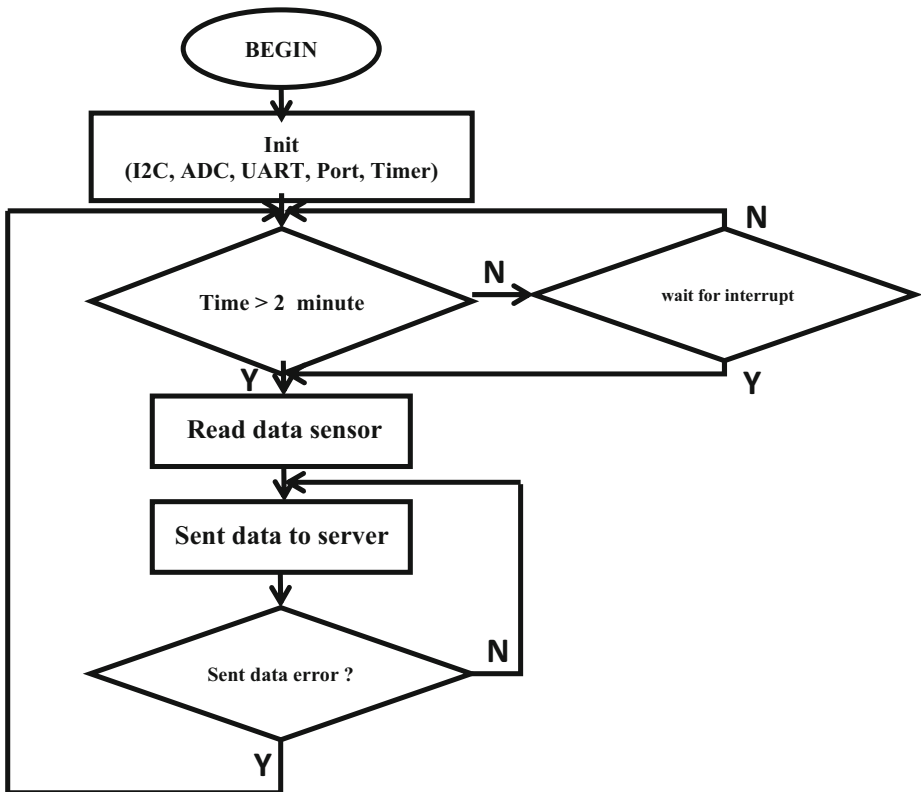 BEGIN
Init
(I2C, ADC, UART, Port, Timer)
N
Time > 2 minute
N
wait for interrupt
Y
Y
Read data sensor
Sent data to server
Sent data error ?
N
Y